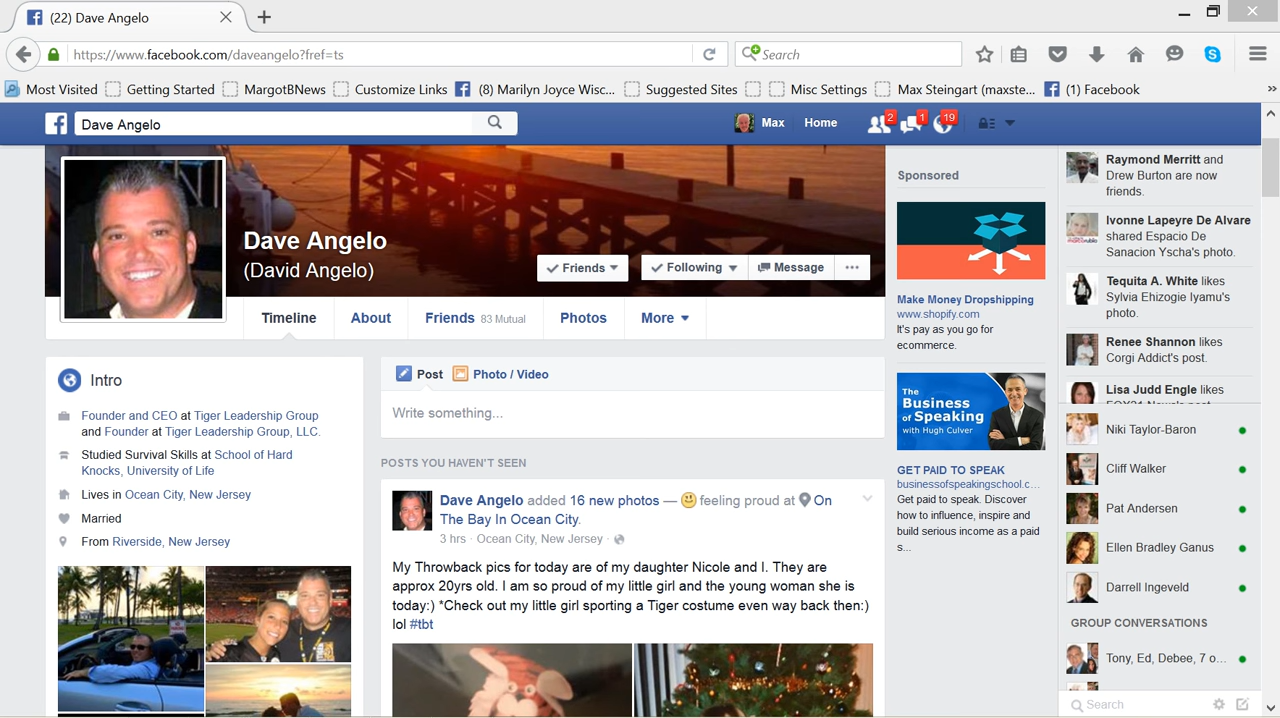 (22) Dave Angelo
https://www.facebook.com/daveangelo?fref=ts
Search
Most Visited
Getting Started
MargotBNews
Customize Links
(8) Marilyn Joyce Wisc...
Suggested Sites
Misc Settings
Max Steingart (maxste...
(1) Facebook
Dave Angelo
Max
Home
2
1
19
Dave Angelo
(David Angelo)
Friends
Following
Message
Timeline
About
Friends 83 Mutual
Photos
More
Intro
Founder and CEO at Tiger Leadership Group
and Founder at Tiger Leadership Group, LLC.
Studied Survival Skills at School of Hard
Knocks, University of Life
Lives in Ocean City, New Jersey
Married
From Riverside, New Jersey
Post
Photo / Video
Write something...
POSTS YOU HAVEN'T SEEN
Dave Angelo added 16 new photos — feeling proud at On
The Bay In Ocean City.
3 hrs · Ocean City, New Jersey ·
My Throwback pics for today are of my daughter Nicole and I. They are
approx 20yrs old. I am so proud of my little girl and the young woman she is
today:) *Check out my little girl sporting a Tiger costume even way back then:)
lol #tbt
Sponsored
Make Money Dropshipping
www.shopify.com
It's pay as you go for
ecommerce.
The
Business
of Speaking
with Hugh Culver
GET PAID TO SPEAK
businessofspeakingschool.c...
Get paid to speak. Discover
how to influence, inspire and
build serious income as a paid
s...
Raymond Merritt and
Drew Burton are now
friends.
Ivonne Lapeyre De Alvare
shared Espacio De
Sanacion Yscha's photo.
Tequita A. White likes
Sylvia Ehizogie Iyamu's
photo.
Renee Shannon likes
Corgi Addict's post.
Lisa Judd Engle likes
Niki Taylor-Baron
Cliff Walker
Pat Andersen
Ellen Bradley Ganus
Darrell Ingeveld
GROUP CONVERSATIONS
Tony, Ed, Debee, 7 o...
Search